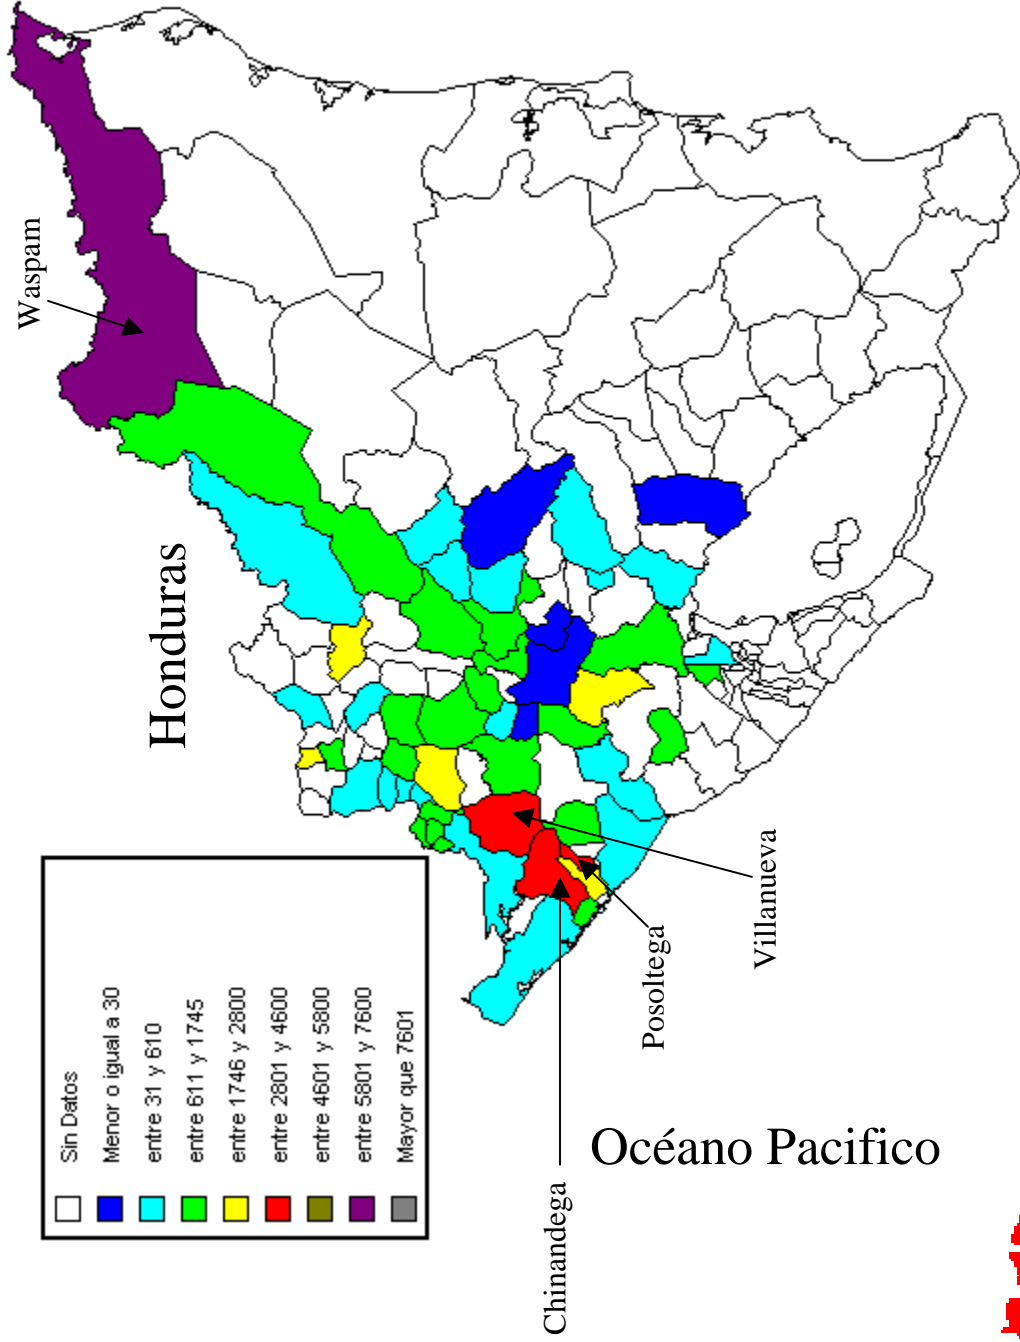 Sin Datos
Menor o igual a 30
entre 31 y 610
entre 611 y 1745
entre 1746 y 2800
entre 2801 y 4600
entre 4601 y 5800
entre 5801 y 7600
Mayor que 7601
Honduras
Waspam
Chinandega
Posoltega
Villanueva
Océano Pacifico